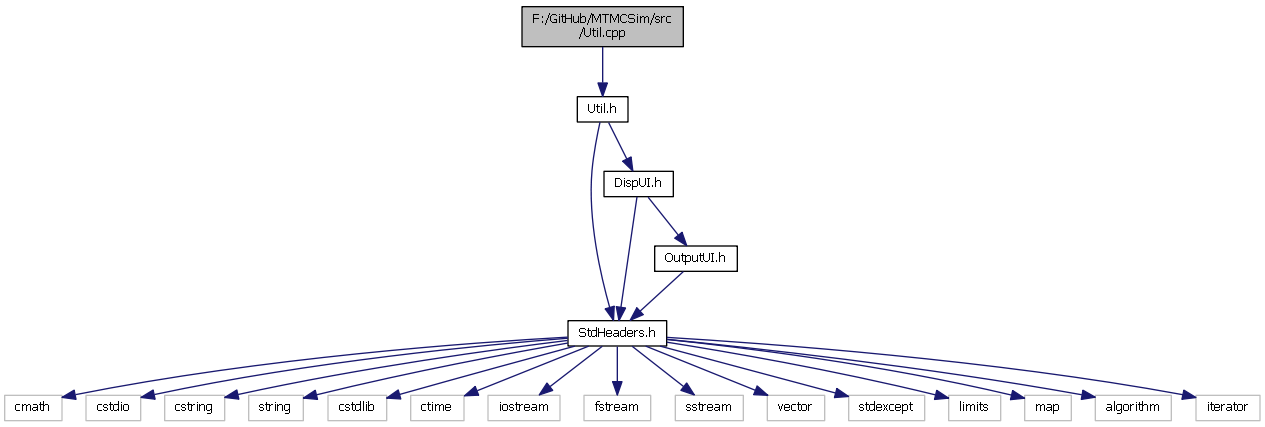 F:/GitHub/MTMCSim/src
/Util.cpp
Util.h
DispUI.h
OutputUI.h
StdHeaders.h
cmath
cstdio
cstring
string
cstdlib
ctime
iostream
fstream
sstream
vector
stdexcept
limits
map
algorithm
iterator